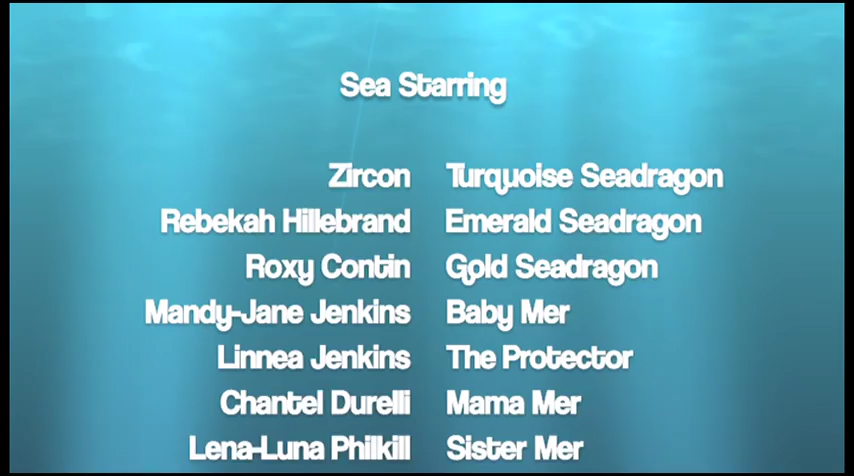 Sea Starring
Zircon Turquoise Seadragon
Rebekah Hillebrand Emerald Seadragon
Roxy Contin Gold Seadragon
Mandy-Jane Jenkins Baby Mer
Linnea Jenkins The Protector
Chantel Durelli Mama Mer
Lena-Luna Philkill Sister Mer